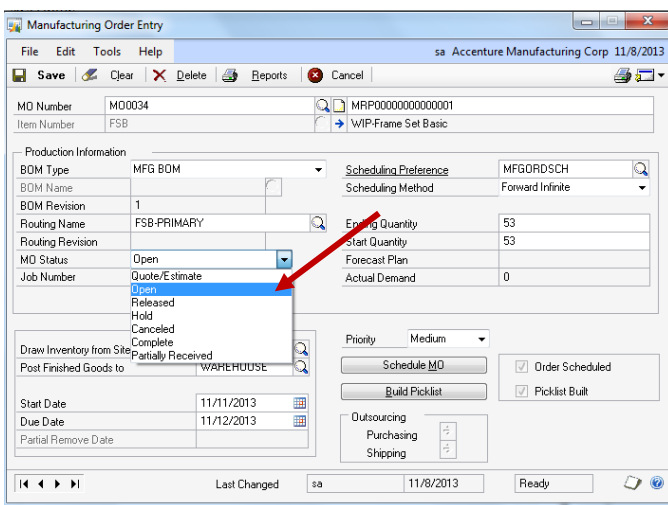 Manufacturing Order Entry
File Edit Tools Help sa Accenture Manufacturing Corp 11/8/2013
Save Clear Delete Reports Cancel
MO Number MO0034 MRP00000000000001
Item Number FSB WIP-Frame Set Basic
Production Information
BOM Type MFG BOM Scheduling Preference MFGORDSCH
BOM Name Scheduling Method Forward Infinite
BOM Revision 1
Routing Name FSB-PRIMARY Ending Quantity 53
Routing Revision Start Quantity 53
MO Status Open Forecast Plan
Job Number Quote/Estimate Actual Demand 0
Open
Released
Hold
Canceled
Complete Priority Medium
Draw Inventory from Site Partially Received
Post Finished Goods to WAREHOUSE Schedule MO Order Scheduled
Build Picklist Picklist Built
Start Date 11/11/2013
Due Date 11/12/2013 Outsourcing
Partial Remove Date Purchasing
Shipping
Last Changed sa 11/8/2013 Ready